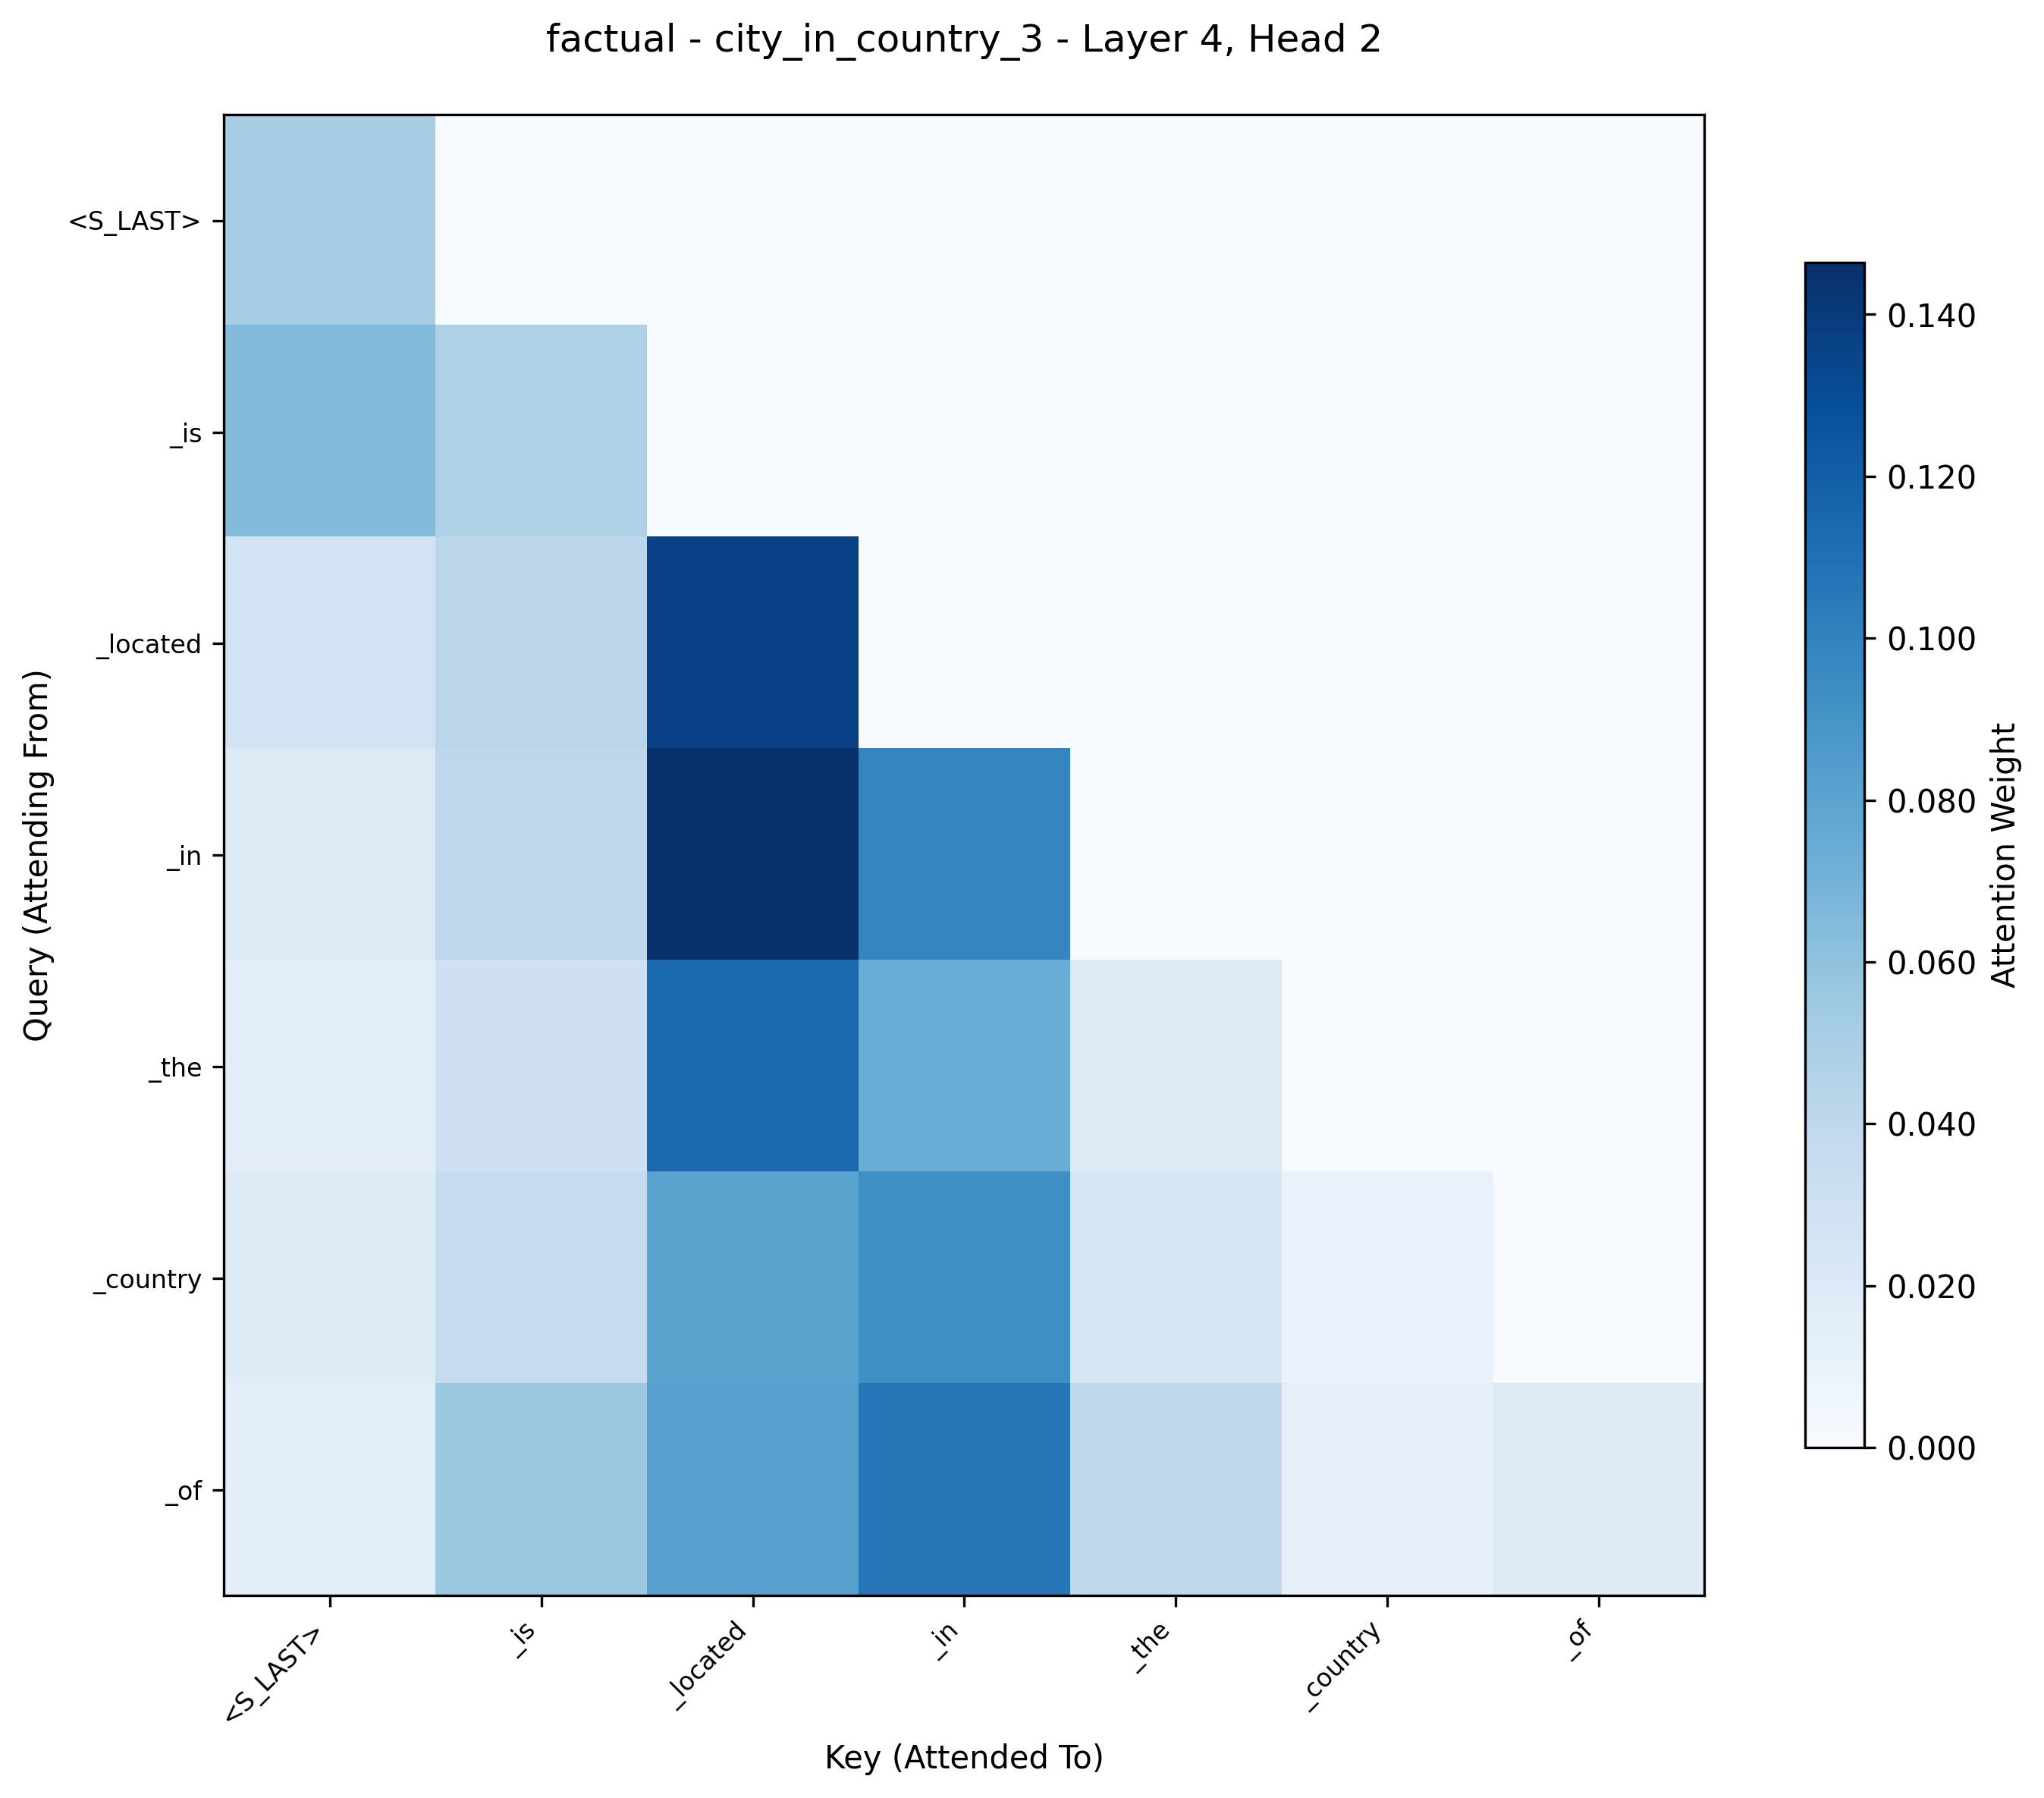 factual - city_in_country_3 - Layer 4, Head 2
Query (Attending From)
<S_LAST>
_is
_located
_in
_the
_country
_of
<S_LAST>
_is
_located
_in
_the
_country
_of
Key (Attended To)
0.140
0.120
0.100
0.080
0.060
0.040
0.020
0.000
Attention Weight